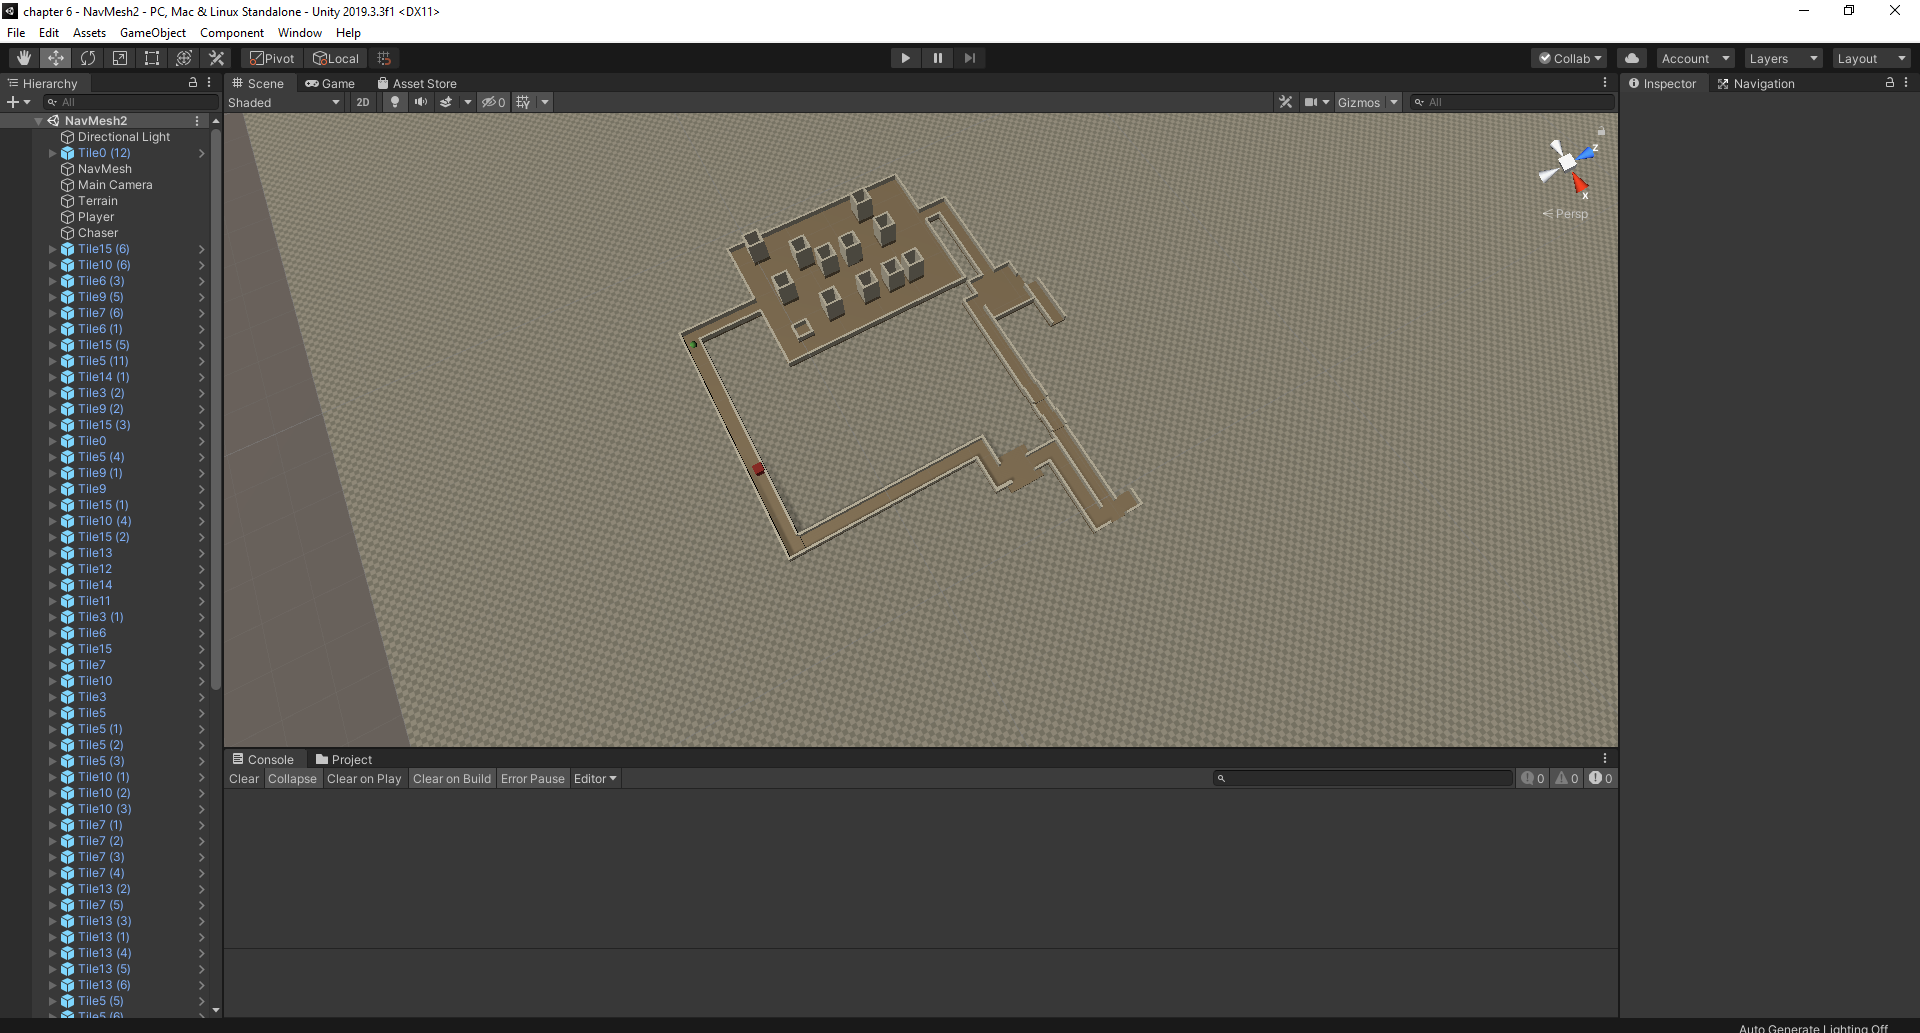 chapter 6 - NavMesh2 - PC, Mac & Linux Standalone - Unity 2019.3.3f1 <DX11>
File Edit Assets GameObject Component Window Help
Pivot Local Collab Account Layers Layout
Hierarchy
All
NavMesh2
Directional Light
Tile0 (12)
NavMesh
Main Camera
Terrain
Player
Chaser
Tile15 (6)
Tile10 (6)
Tile6 (3)
Tile9 (5)
Tile7 (6)
Tile6 (1)
Tile15 (5)
Tile5 (11)
Tile14 (1)
Tile3 (2)
Tile9 (2)
Tile15 (3)
Tile0
Tile5 (4)
Tile9 (1)
Tile9
Tile15 (1)
Tile10 (4)
Tile15 (2)
Tile13
Tile12
Tile14
Tile11
Tile3 (1)
Tile6
Tile15
Tile7
Tile10
Tile3
Tile5
Tile5 (1)
Tile5 (2)
Tile5 (3)
Tile10 (1)
Tile10 (2)
Tile10 (3)
Tile7 (1)
Tile7 (2)
Tile7 (3)
Tile7 (4)
Tile13 (2)
Tile7 (5)
Tile13 (3)
Tile13 (1)
Tile13 (4)
Tile13 (5)
Tile13 (6)
Tile5 (5)
Tile5 (6)
Scene Game Asset Store
Shaded 2D 0 Gizmos All
z
x
Persp
Console Project
Clear Collapse Clear on Play Clear on Build Error Pause Editor 0 0 0
Inspector Navigation
Auto Generate Lighting Off